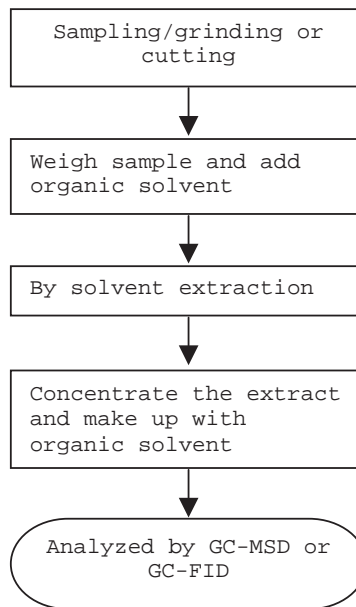 Sampling/grinding or
cutting
Weigh sample and add
organic solvent
By solvent extraction
Concentrate the extract
and make up with
organic solvent
Analyzed by GC-MSD or
GC-FID